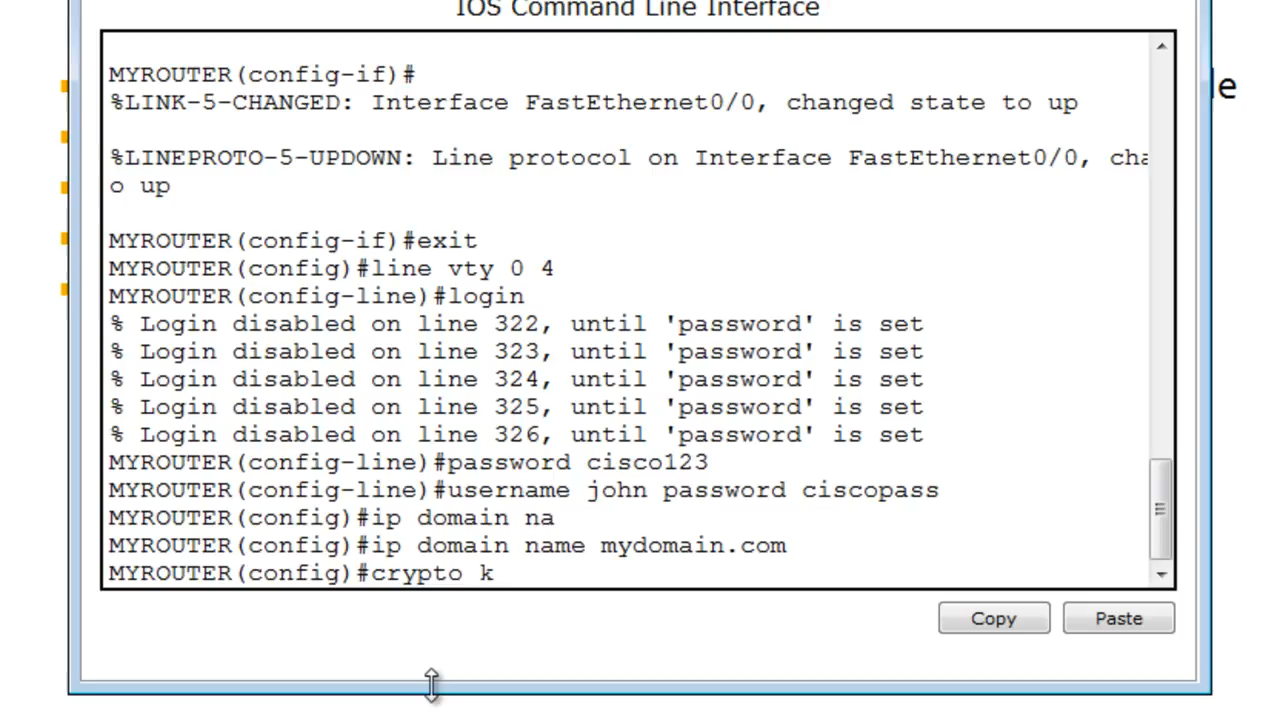 IOS Command Line Interface
MYROUTER(config-if)#
%LINK-5-CHANGED: Interface FastEthernet0/0, changed state to up
%LINEPROTO-5-UPDOWN: Line protocol on Interface FastEthernet0/0, cha
o up
MYROUTER(config-if)#exit
MYROUTER(config)#line vty 0 4
MYROUTER(config-line)#login
% Login disabled on line 322, until 'password' is set
% Login disabled on line 323, until 'password' is set
% Login disabled on line 324, until 'password' is set
% Login disabled on line 325, until 'password' is set
% Login disabled on line 326, until 'password' is set
MYROUTER(config-line)#password cisco123
MYROUTER(config-line)#username john password ciscopass
MYROUTER(config)#ip domain na
MYROUTER(config)#ip domain name mydomain.com
MYROUTER(config)#crypto k
Copy Paste